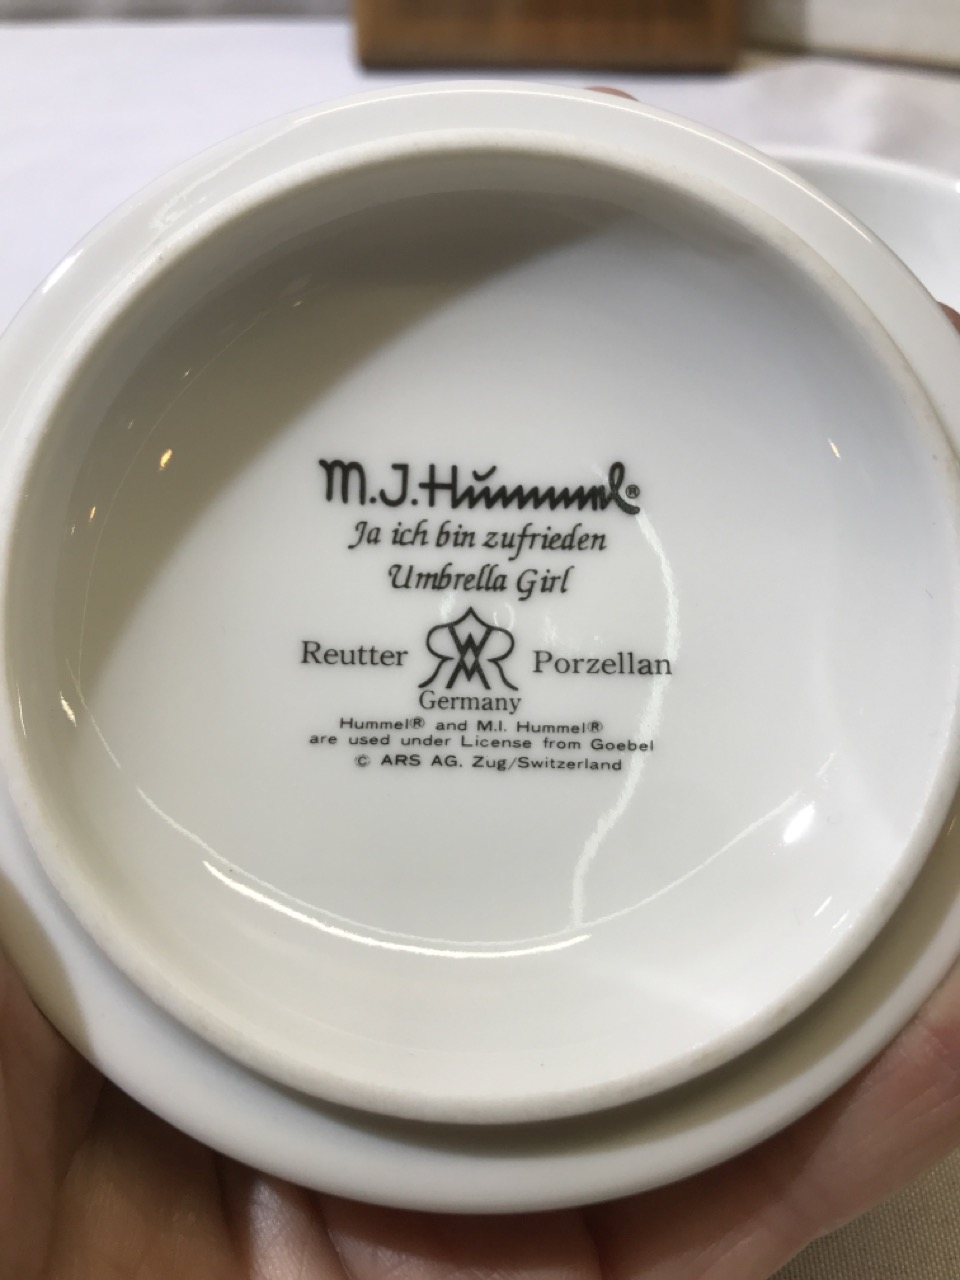 M.J.Hummel®
Ja ich bin zufrieden
Umbrella Girl
Reutter Porzellan
Germany
Hummel® and M.I. Hummel®
are used under License from Goebel
© ARS AG. Zug/Switzerland